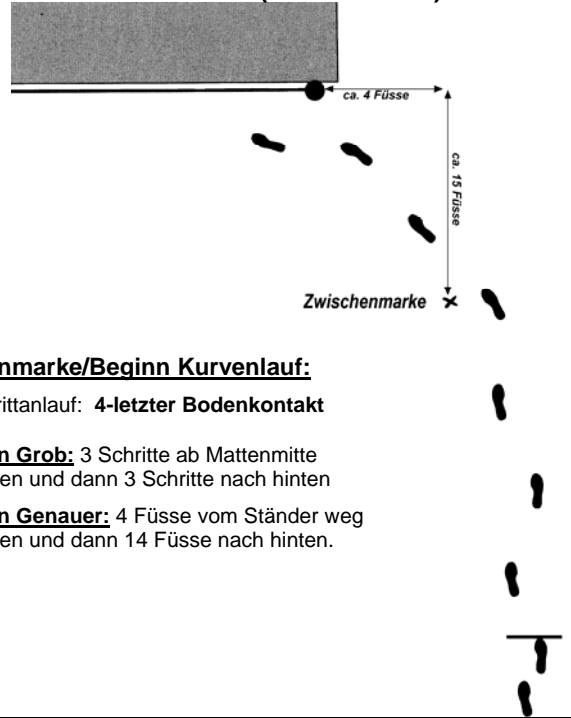 ca. 4 Füsse
ca. 15 Füsse
Zwischenmarke
nmarke/Beginn Kurvenlauf:
rittanlauf: 4-letzter Bodenkontakt
n Grob: 3 Schritte ab Mattenmitte
en und dann 3 Schritte nach hinten
n Genauer: 4 Füsse vom Ständer weg
en und dann 14 Füsse nach hinten.